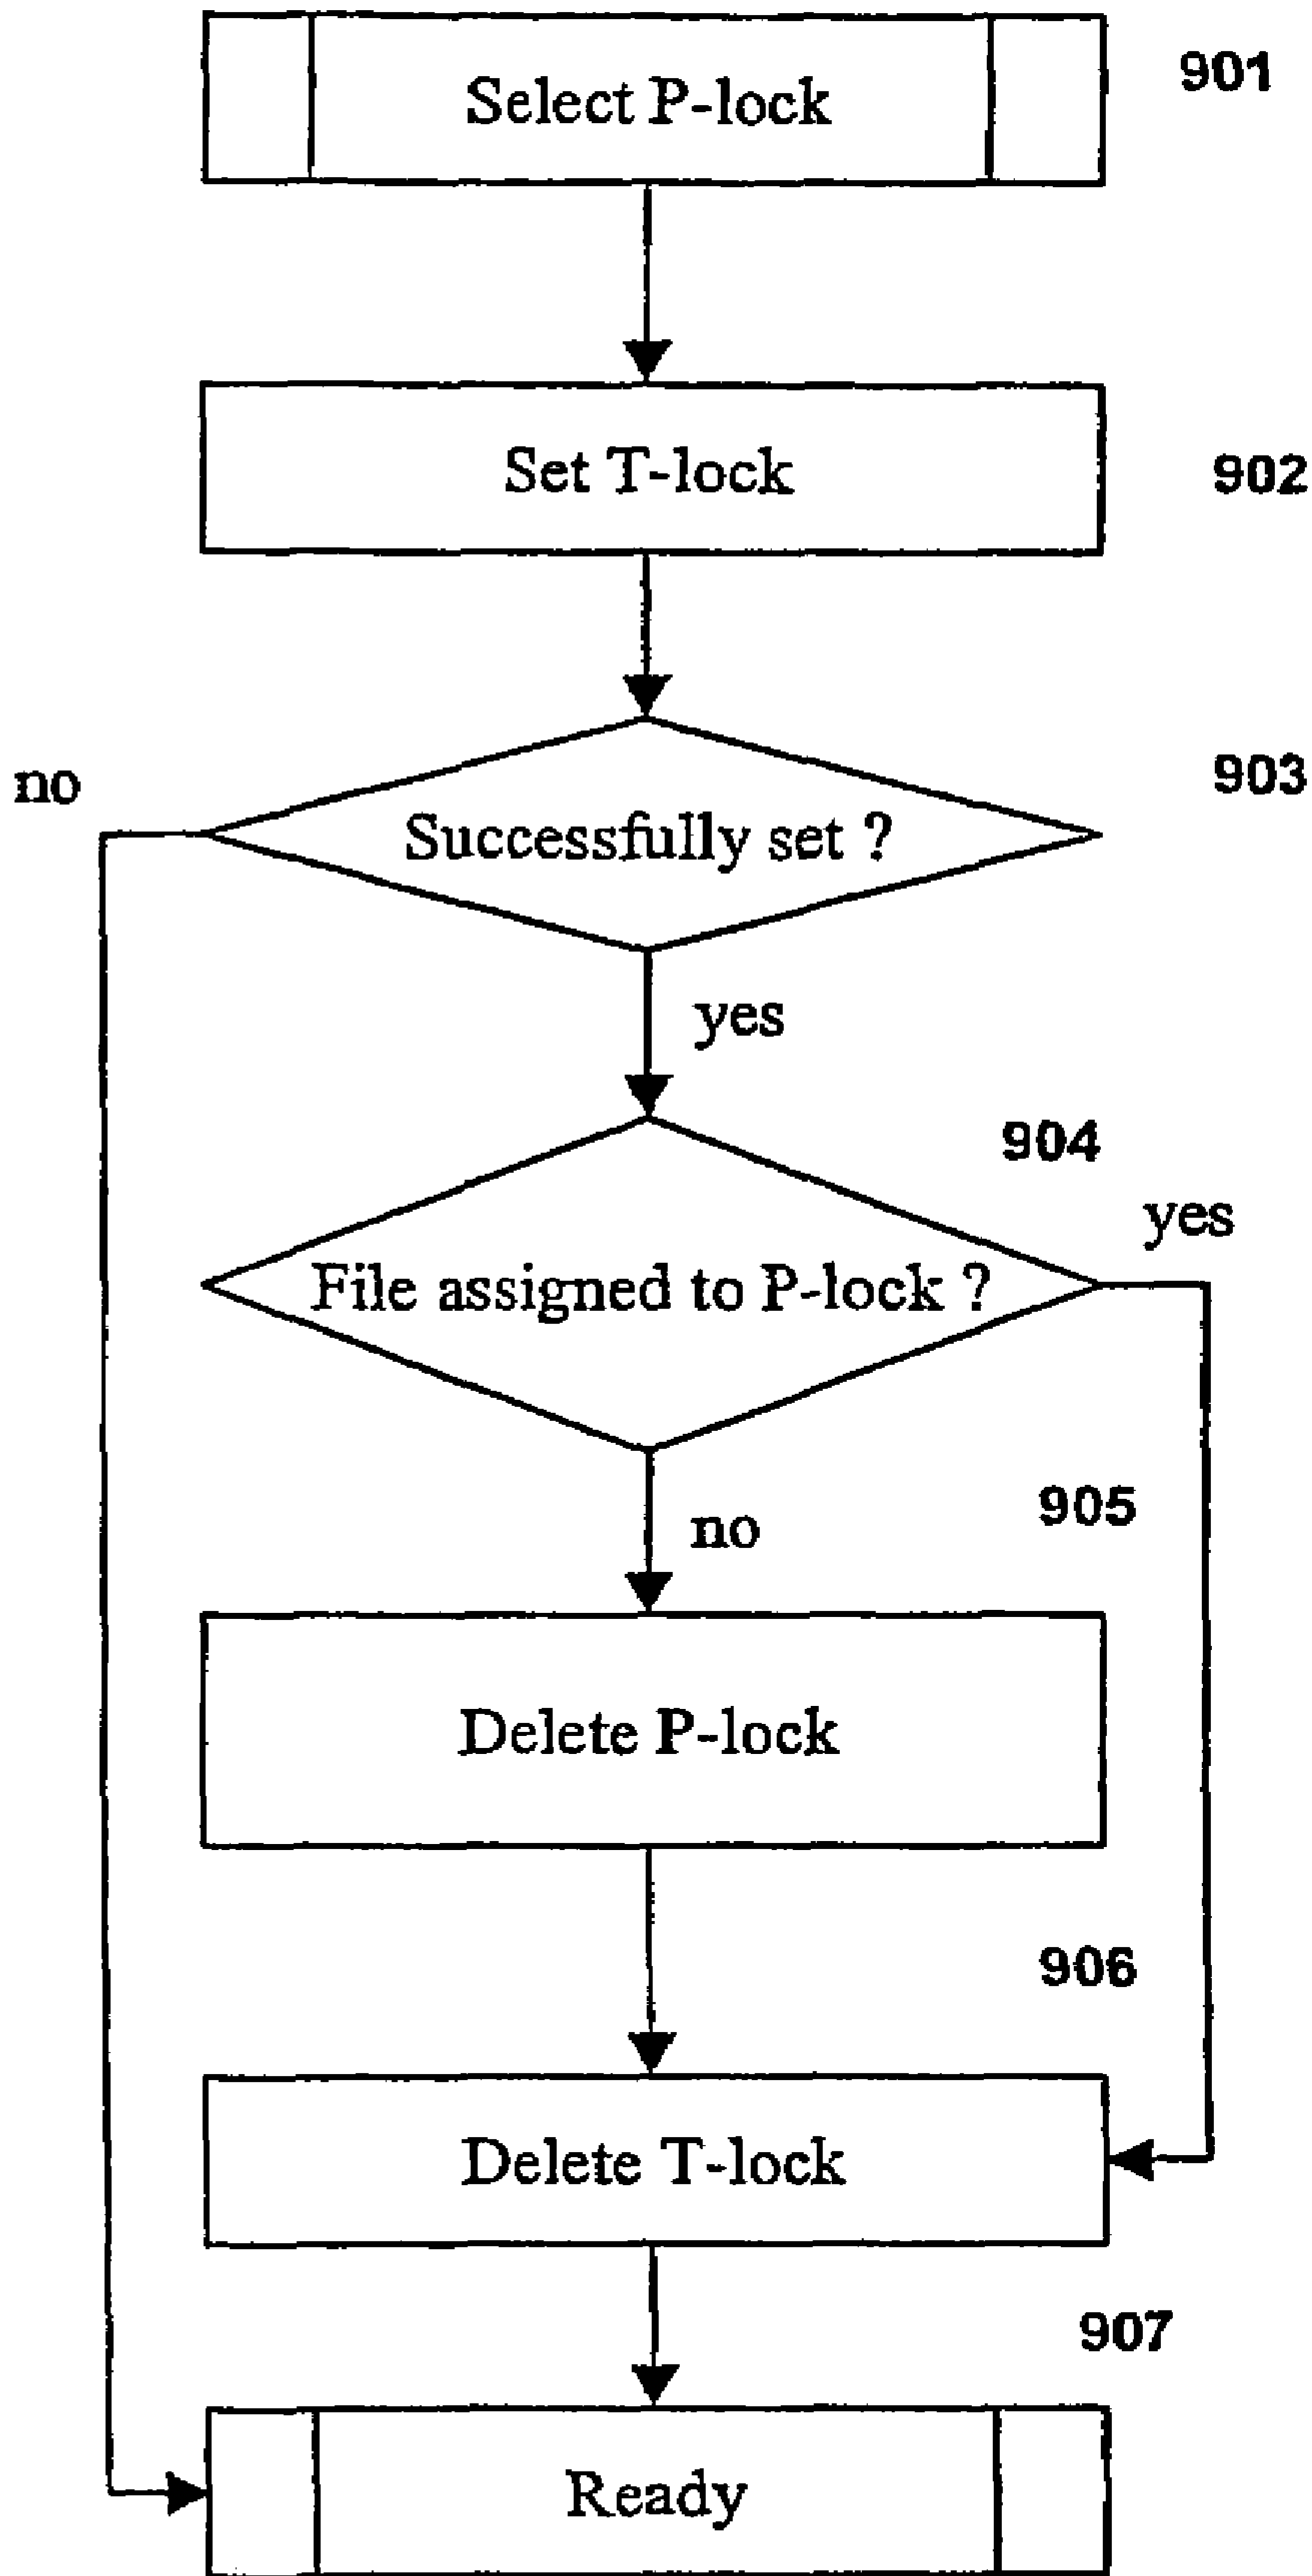 Select P-lock
901
Set T-lock
902
no
903
Successfully set ?
yes
904
yes
File assigned to P-lock ?
905
no
Delete P-lock
906
Delete T-lock
907
Ready